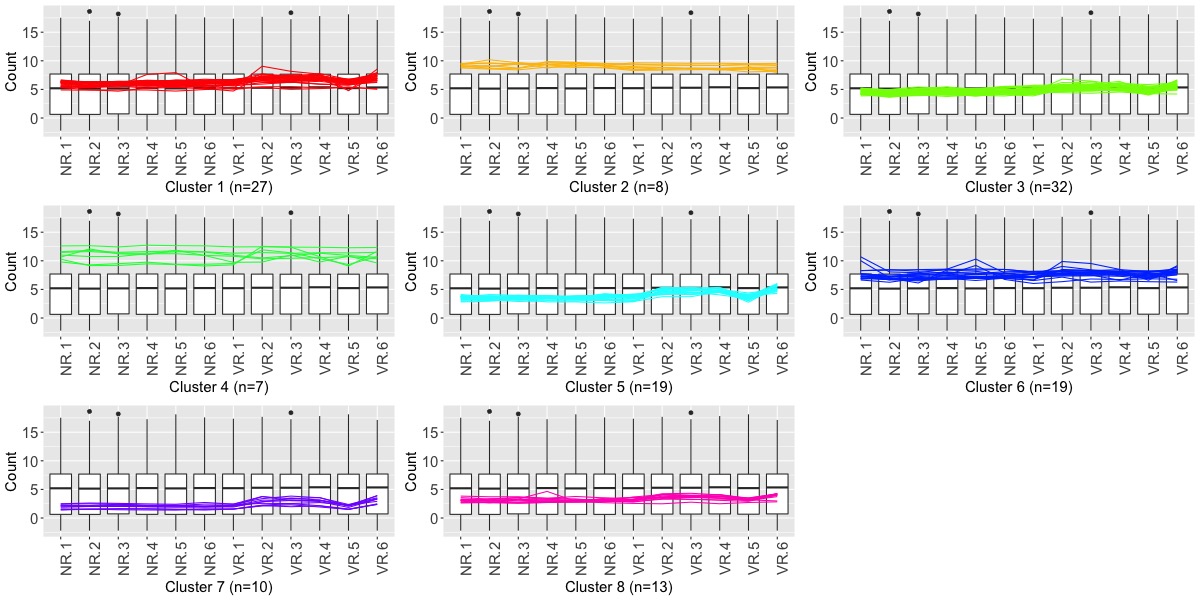 Count
15
10
5
0
NR.1 NR.2 NR.3 NR.4 NR.5 NR.6 VR.1 VR.2 VR.3 VR.4 VR.5 VR.6
Cluster 1 (n=27)
Count
15
10
5
0
NR.1 NR.2 NR.3 NR.4 NR.5 NR.6 VR.1 VR.2 VR.3 VR.4 VR.5 VR.6
Cluster 2 (n=8)
Count
15
10
5
0
NR.1 NR.2 NR.3 NR.4 NR.5 NR.6 VR.1 VR.2 VR.3 VR.4 VR.5 VR.6
Cluster 3 (n=32)
Count
15
10
5
0
NR.1 NR.2 NR.3 NR.4 NR.5 NR.6 VR.1 VR.2 VR.3 VR.4 VR.5 VR.6
Cluster 4 (n=7)
Count
15
10
5
0
NR.1 NR.2 NR.3 NR.4 NR.5 NR.6 VR.1 VR.2 VR.3 VR.4 VR.5 VR.6
Cluster 5 (n=19)
Count
15
10
5
0
NR.1 NR.2 NR.3 NR.4 NR.5 NR.6 VR.1 VR.2 VR.3 VR.4 VR.5 VR.6
Cluster 6 (n=19)
Count
15
10
5
0
NR.1 NR.2 NR.3 NR.4 NR.5 NR.6 VR.1 VR.2 VR.3 VR.4 VR.5 VR.6
Cluster 7 (n=10)
Count
15
10
5
0
NR.1 NR.2 NR.3 NR.4 NR.5 NR.6 VR.1 VR.2 VR.3 VR.4 VR.5 VR.6
Cluster 8 (n=13)